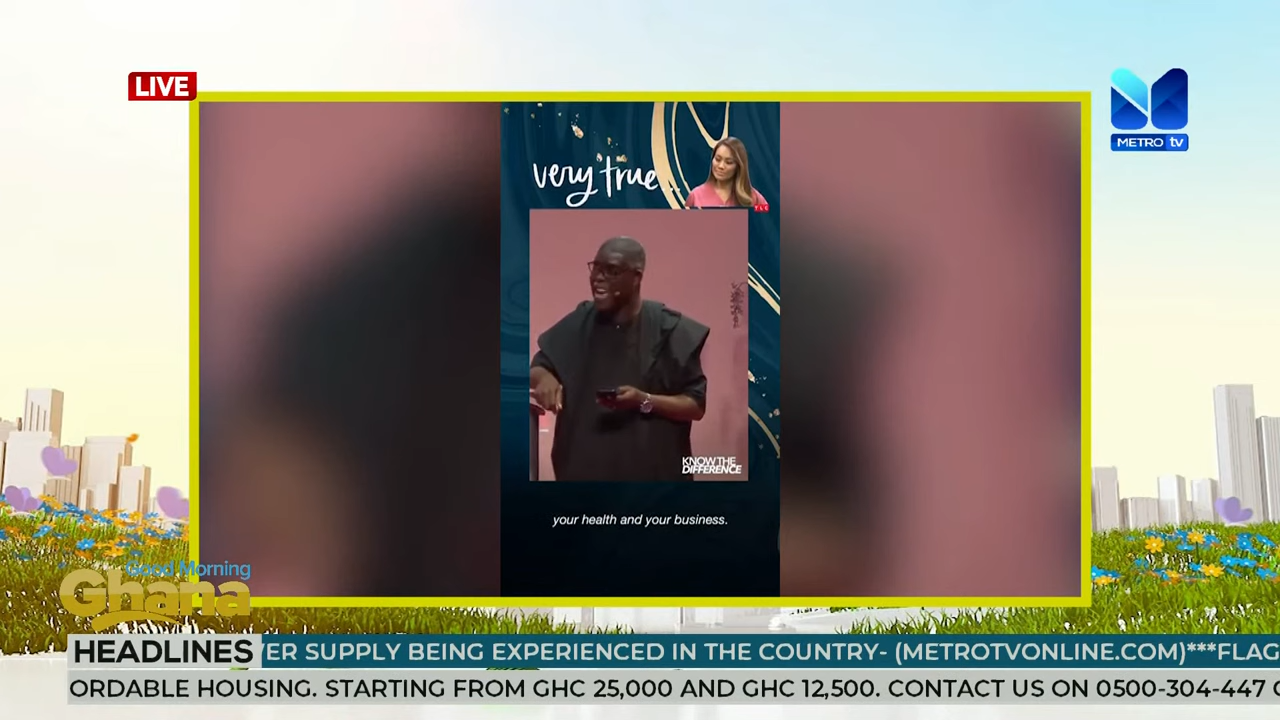 LIVE
METRO tv
very true
TLC
KNOW THE
DIFFERENCE
your health and your business.
Good Morning
Ghana
HEADLINES
SUPPLY BEING EXPERIENCED IN THE COUNTRY- (METROTVONLINE.COM)***FLAG
ORDABLE HOUSING. STARTING FROM GHC 25,000 AND GHC 12,500. CONTACT US ON 0500-304-447